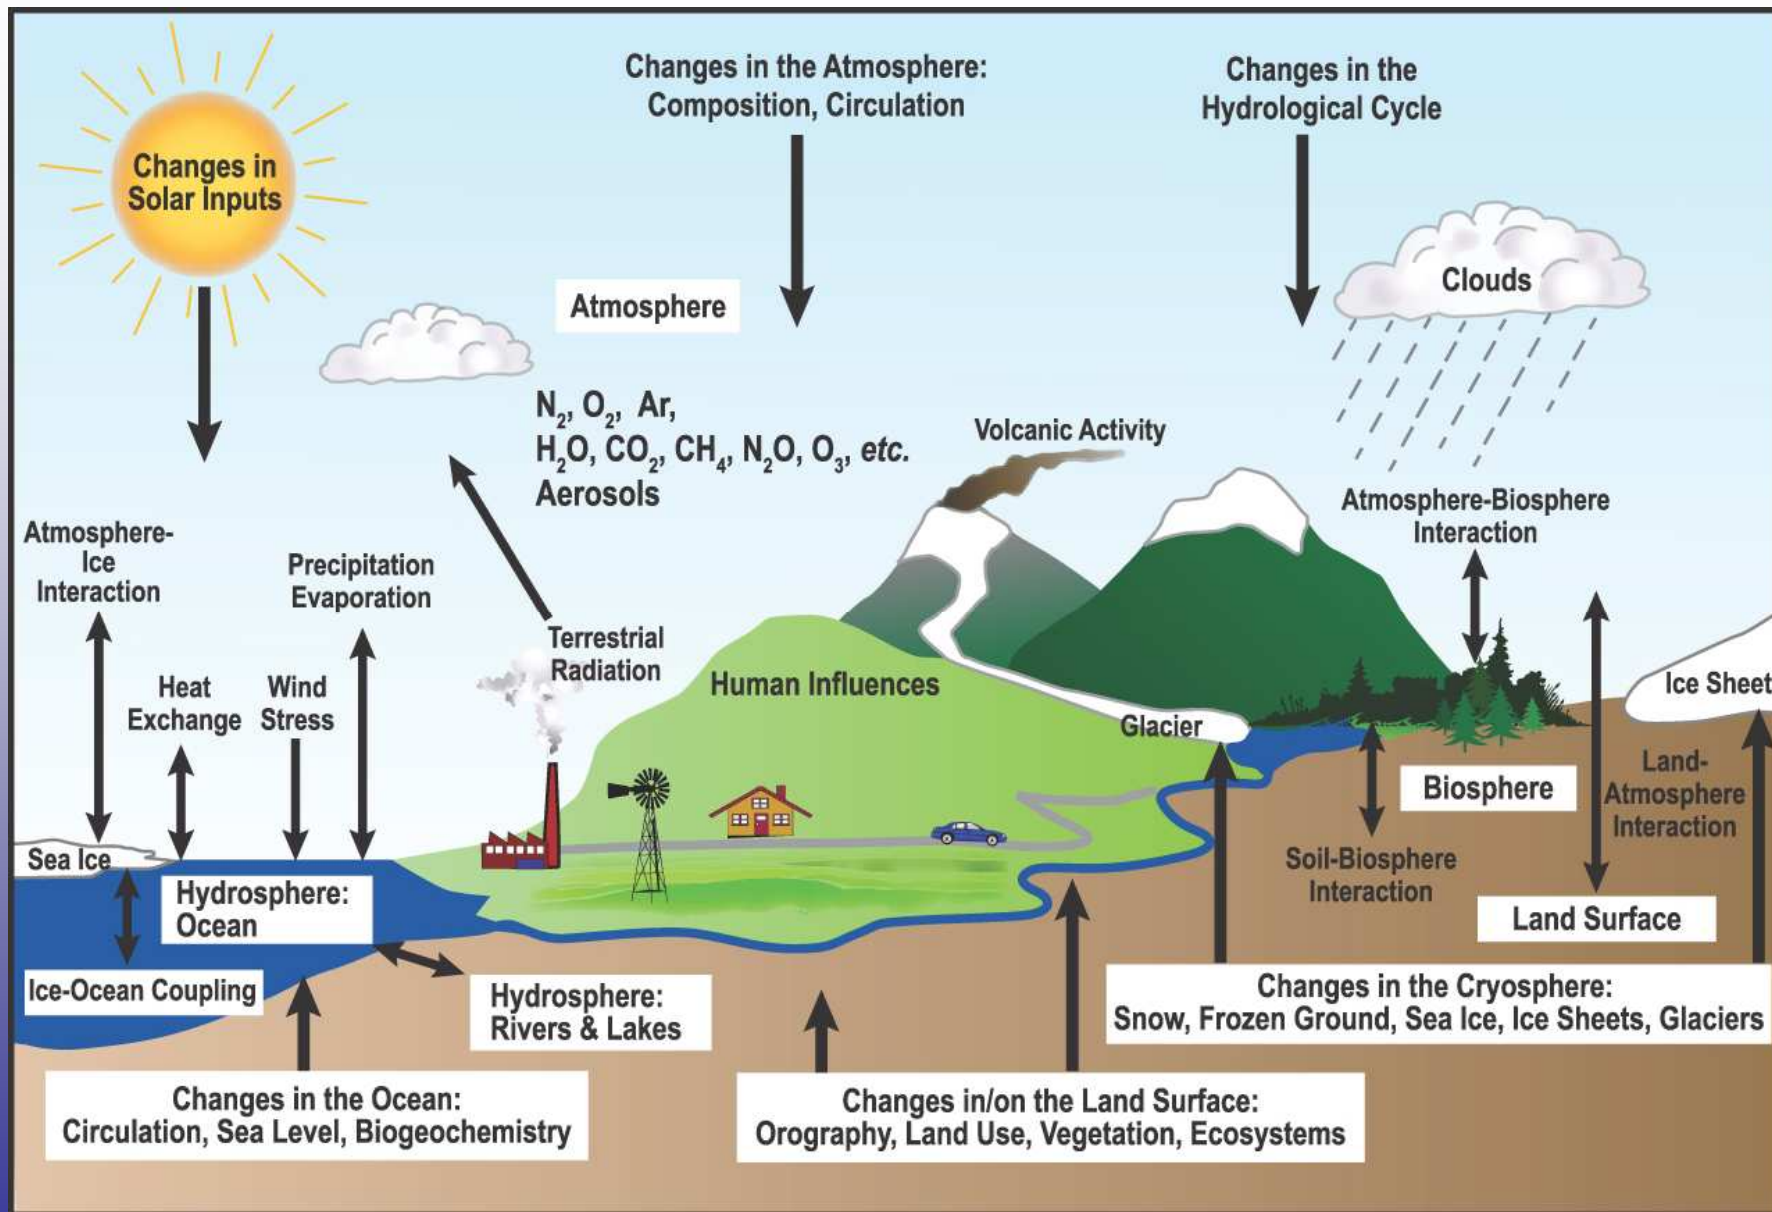 Changes in the Atmosphere:
Composition, Circulation
Changes in the
Hydrological Cycle
Changes in
Solar Inputs
Clouds
Atmosphere
N₂, O₂, Ar,
H₂O, CO₂, CH₄, N₂O, O₃, etc.
Aerosols
Volcanic Activity
Atmosphere-Biosphere
Interaction
Atmosphere-
Ice
Interaction
Precipitation
Evaporation
Terrestrial
Radiation
Heat
Exchange
Wind
Stress
Human Influences
Ice Sheet
Glacier
Biosphere
Land-
Atmosphere
Interaction
Soil-Biosphere
Interaction
Sea Ice
Hydrosphere:
Ocean
Land Surface
Ice-Ocean Coupling
Hydrosphere:
Rivers & Lakes
Changes in the Cryosphere:
Snow, Frozen Ground, Sea Ice, Ice Sheets, Glaciers
Changes in the Ocean:
Circulation, Sea Level, Biogeochemistry
Changes in/on the Land Surface:
Orography, Land Use, Vegetation, Ecosystems